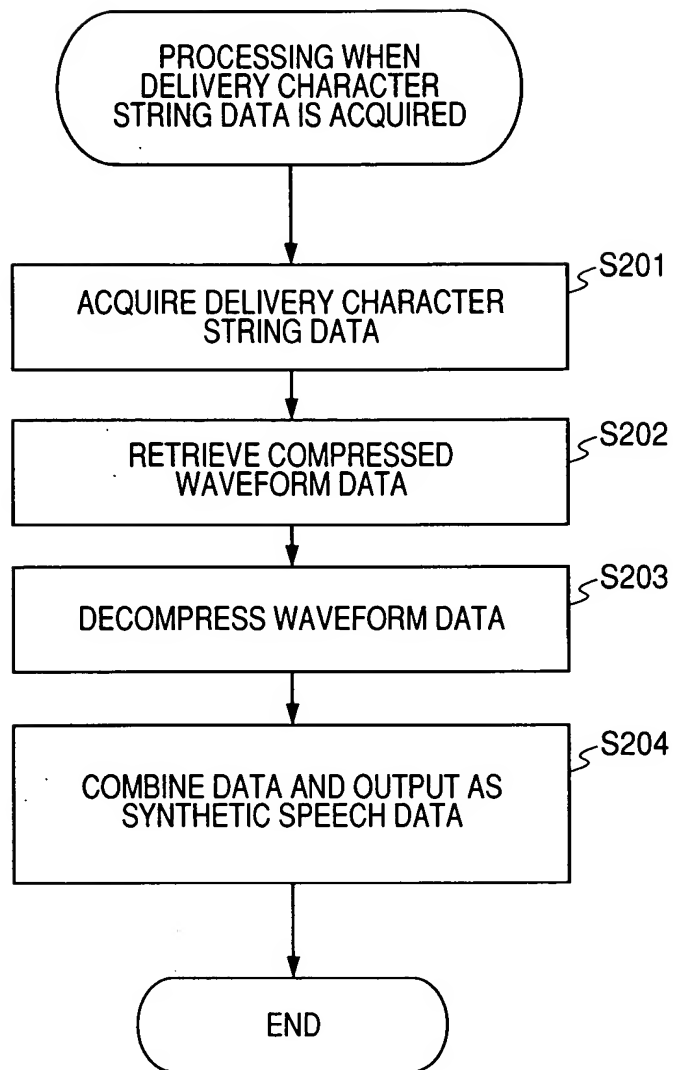 PROCESSING WHEN
DELIVERY CHARACTER
STRING DATA IS ACQUIRED
S201
ACQUIRE DELIVERY CHARACTER
STRING DATA
S202
RETRIEVE COMPRESSED
WAVEFORM DATA
S203
DECOMPRESS WAVEFORM DATA
S204
COMBINE DATA AND OUTPUT AS
SYNTHETIC SPEECH DATA
END